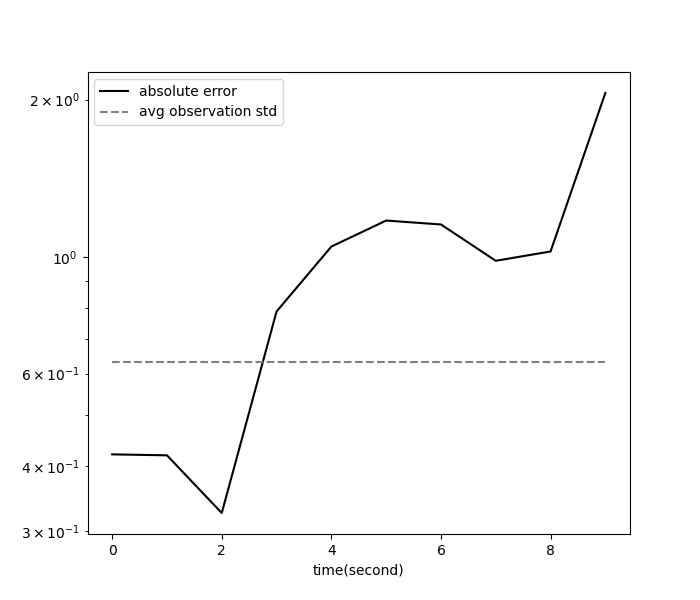 absolute error
avg observation std
2 × 10⁰
10⁰
6 × 10⁻¹
4 × 10⁻¹
3 × 10⁻¹
0 2 4 6 8
time(second)